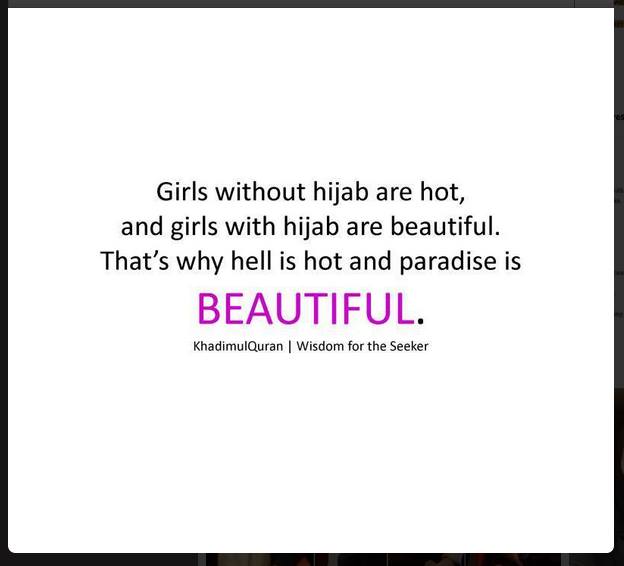 Girls without hijab are hot,
and girls with hijab are beautiful.
That’s why hell is hot and paradise is
BEAUTIFUL.
KhadimulQuran | Wisdom for the Seeker